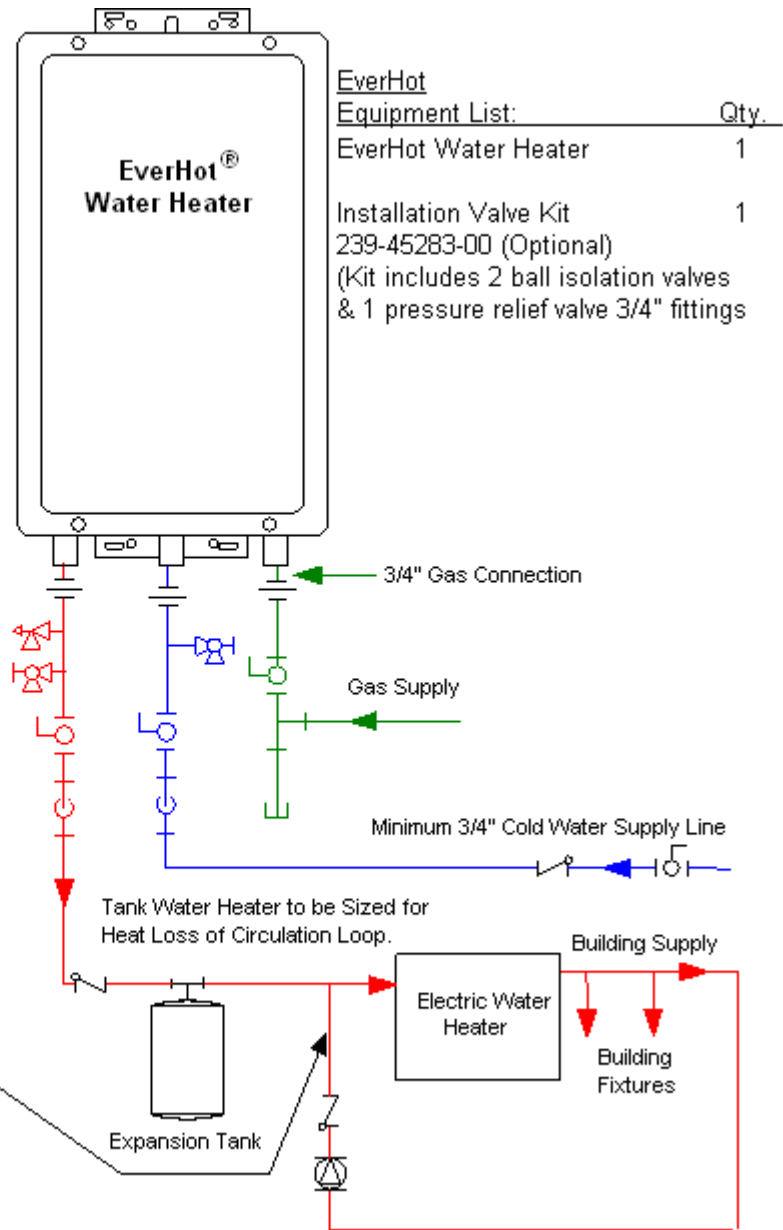 EverHot®
Water Heater
EverHot
Equipment List: Qty.
EverHot Water Heater 1
Installation Valve Kit 1
239-45283-00 (Optional)
(Kit includes 2 ball isolation valves
& 1 pressure relief valve 3/4" fittings
3/4" Gas Connection
Gas Supply
Minimum 3/4" Cold Water Supply Line
Tank Water Heater to be Sized for
Heat Loss of Circulation Loop.
Building Supply
Electric Water
Heater
Building
Fixtures
Expansion Tank